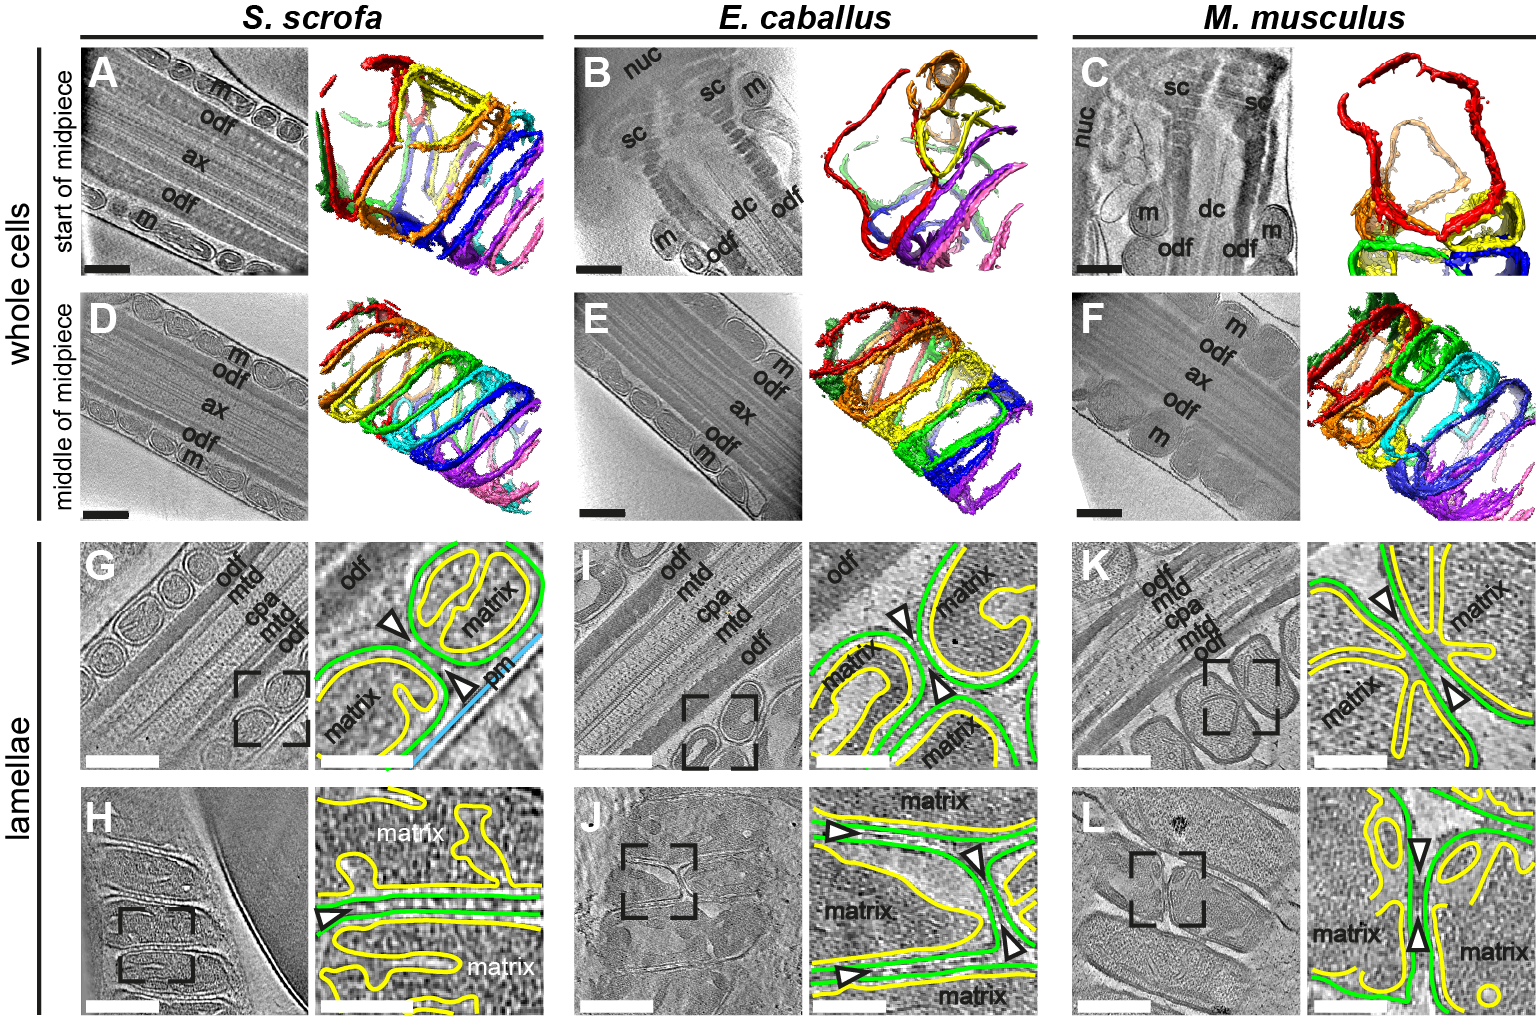 S. scrofa E. caballus M. musculus
whole cells
start of midpiece
A m odf ax odf m
B nuc sc m sc dc odf m odf
C sc sc nuc m dc m odf odf
middle of midpiece
D m odf ax odf m
E m odf ax odf m
F m odf ax odf m
lamellae
G odf mtd cpa mtd odf
odf matrix pm matrix
I odf mtd cpa mtd odf
odf matrix matrix matrix
K odf mtd cpa mtd odf
matrix matrix
H
matrix
matrix
J
matrix
matrix
matrix
L
matrix matrix